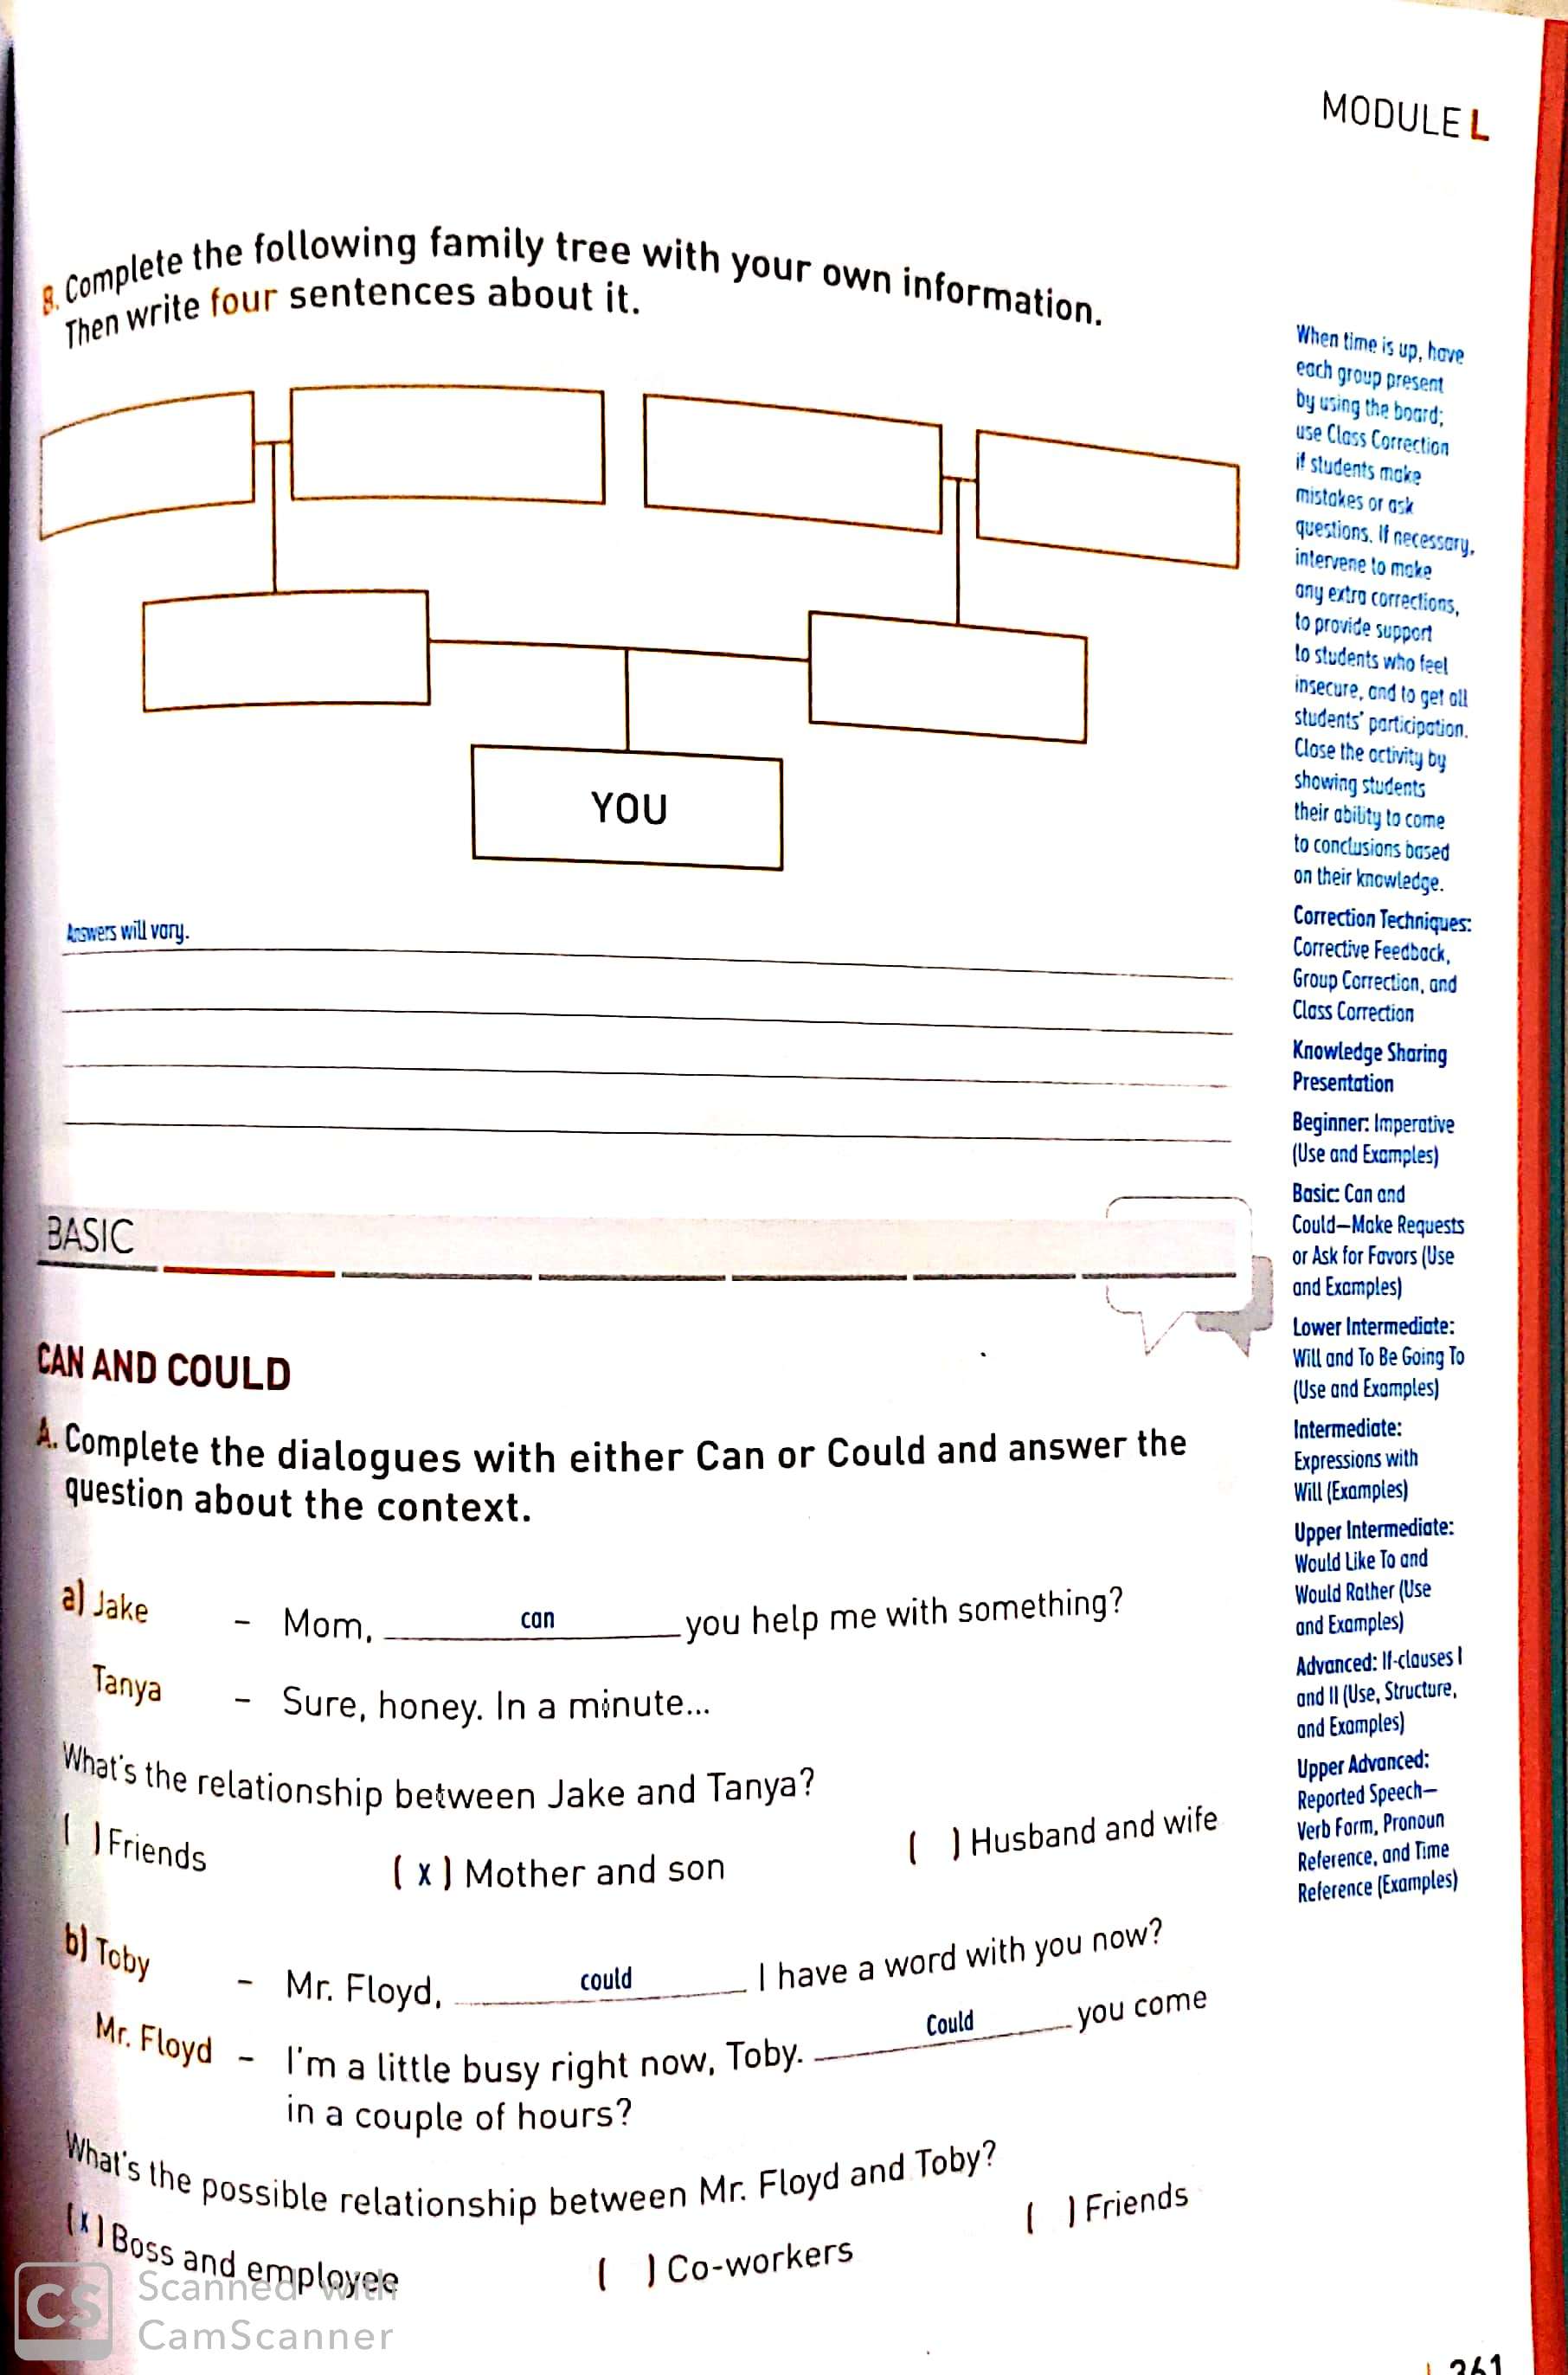 MODULE L
B. Complete the following family tree with your own information.
Then write four sentences about it.
YOU
Answers will vary.
BASIC
CAN AND COULD
A. Complete the dialogues with either Can or Could and answer the
question about the context.
a) Jake – Mom, can you help me with something?
Tanya – Sure, honey. In a minute...
What's the relationship between Jake and Tanya?
( ) Friends ( x ) Mother and son ( ) Husband and wife
b) Toby – Mr. Floyd, could I have a word with you now?
Mr. Floyd – I'm a little busy right now, Toby. Could you come
in a couple of hours?
What's the possible relationship between Mr. Floyd and Toby?
( x ) Boss and employee ( ) Co-workers ( ) Friends
When time is up, have
each group present
by using the board;
use Class Correction
if students make
mistakes or ask
questions. If necessary,
intervene to make
any extra corrections,
to provide support
to students who feel
insecure, and to get all
students' participation.
Close the activity by
showing students
their ability to come
to conclusions based
on their knowledge.
Correction Techniques:
Corrective Feedback,
Group Correction, and
Class Correction
Knowledge Sharing
Presentation
Beginner: Imperative
(Use and Examples)
Basic: Can and
Could—Make Requests
or Ask for Favors (Use
and Examples)
Lower Intermediate:
Will and To Be Going To
(Use and Examples)
Intermediate:
Expressions with
Will (Examples)
Upper Intermediate:
Would Like To and
Would Rather (Use
and Examples)
Advanced: If-clauses I
and II (Use, Structure,
and Examples)
Upper Advanced:
Reported Speech—
Verb Form, Pronoun
Reference, and Time
Reference (Examples)
CS Scanned with
CamScanner
261